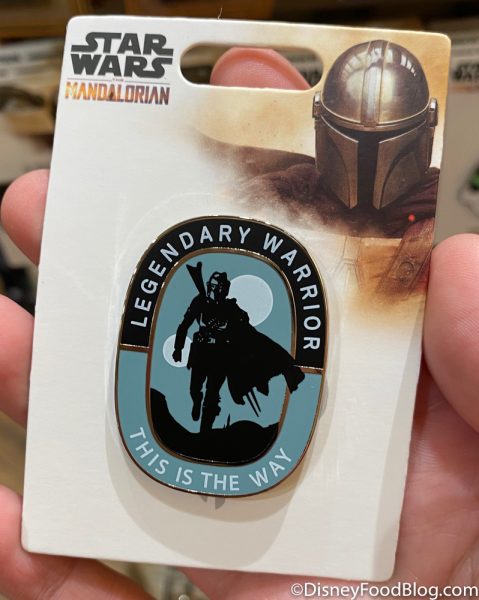 STAR
WARS
THE
MANDALORIAN
LEGENDARY WARRIOR
THIS IS THE WAY
©DisneyFoodBlog.com